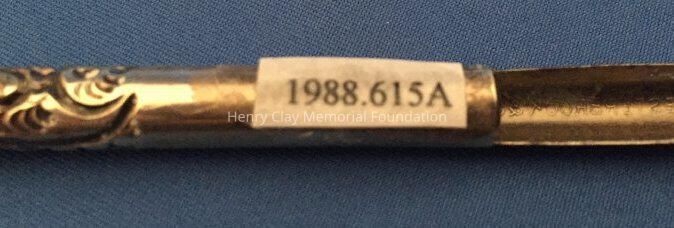 1988.615A
Henry Clay Memorial Foundation